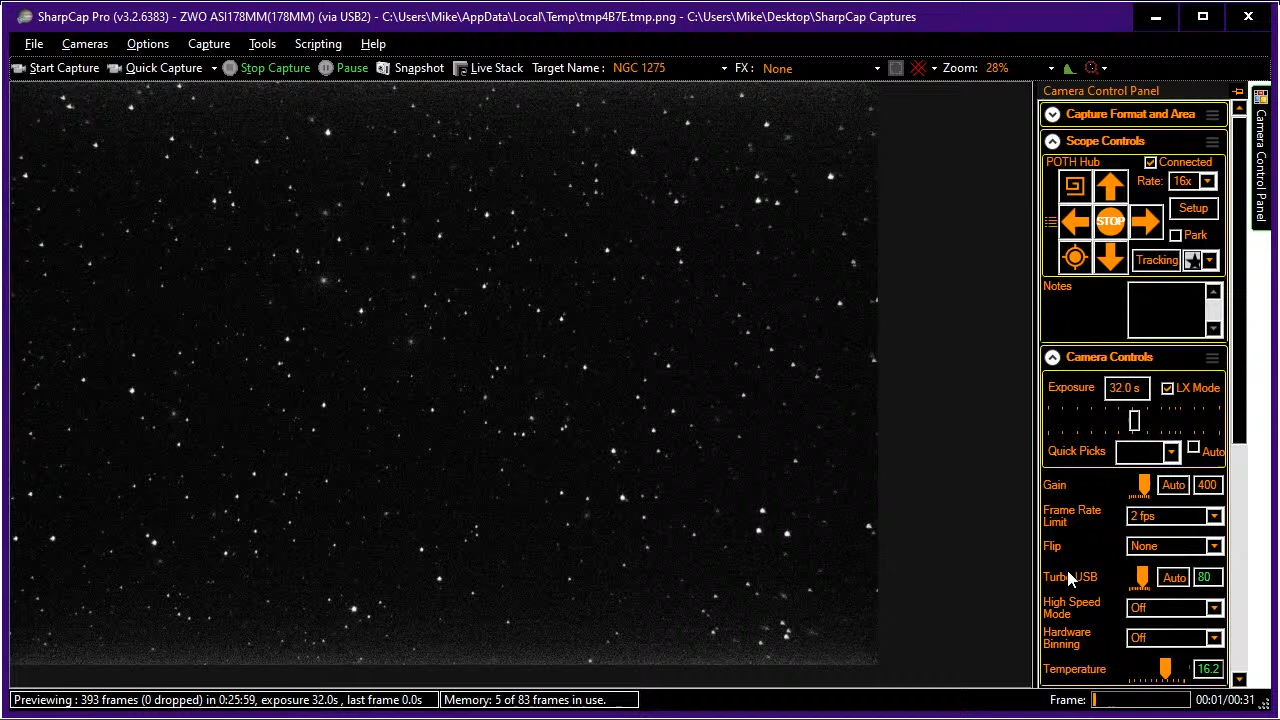 SharpCap Pro (v3.2.6383) - ZWO ASI178MM(178MM) (via USB2) - C:\Users\Mike\AppData\Local\Temp\tmp4B7E.tmp.png - C:\Users\Mike\Desktop\SharpCap Captures
File Cameras Options Capture Tools Scripting Help
Start Capture Quick Capture Stop Capture Pause Snapshot Live Stack Target Name : NGC 1275 FX : None Zoom: 28%
Camera Control Panel
Camera Control Panel
Capture Format and Area
Scope Controls
POTH Hub Connected
Rate: 16x
Setup
STOP
Park
Tracking
Notes
Camera Controls
Exposure 32.0 s LX Mode
Quick Picks Auto
Gain Auto 400
Frame Rate
Limit
2 fps
Flip None
Turbo USB Auto 80
High Speed
Mode
Off
Hardware
Binning
Off
Temperature 16.2
Previewing : 393 frames (0 dropped) in 0:25:59, exposure 32.0s , last frame 0.0s Memory: 5 of 83 frames in use. Frame: 00:01/00:31